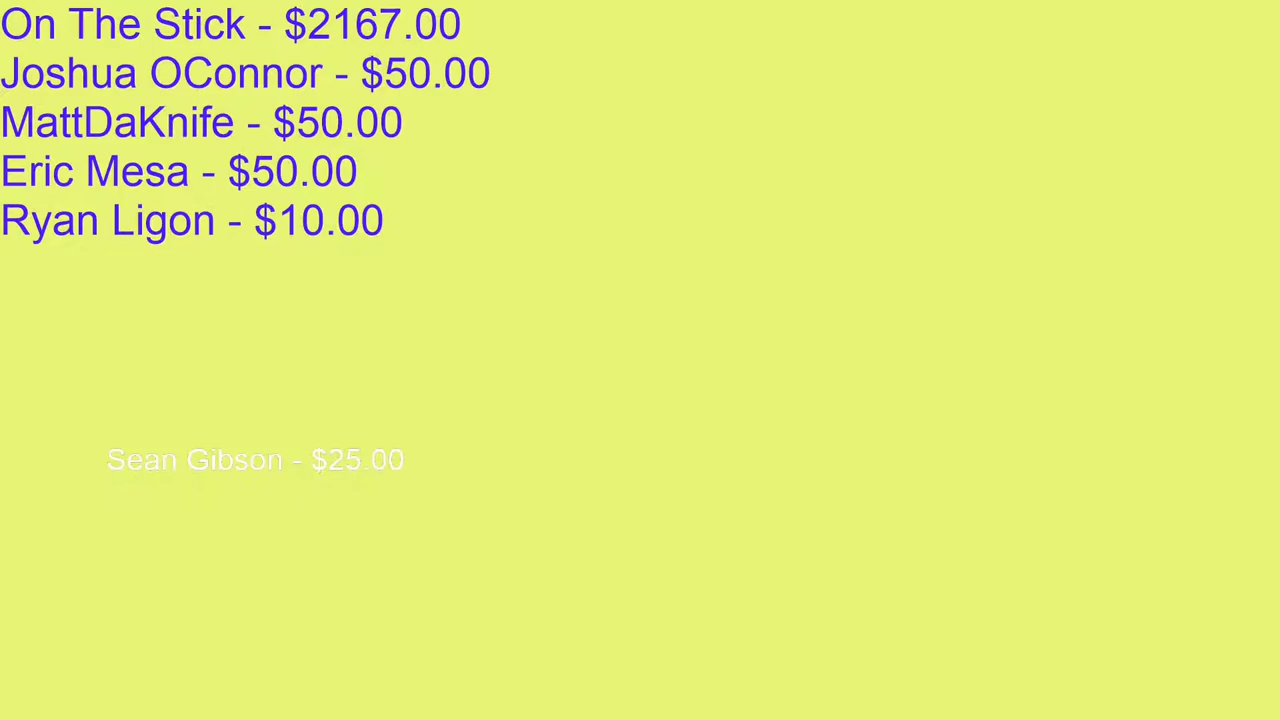 On The Stick - $2167.00
Joshua OConnor - $50.00
MattDaKnife - $50.00
Eric Mesa - $50.00
Ryan Ligon - $10.00
Sean Gibson - $25.00